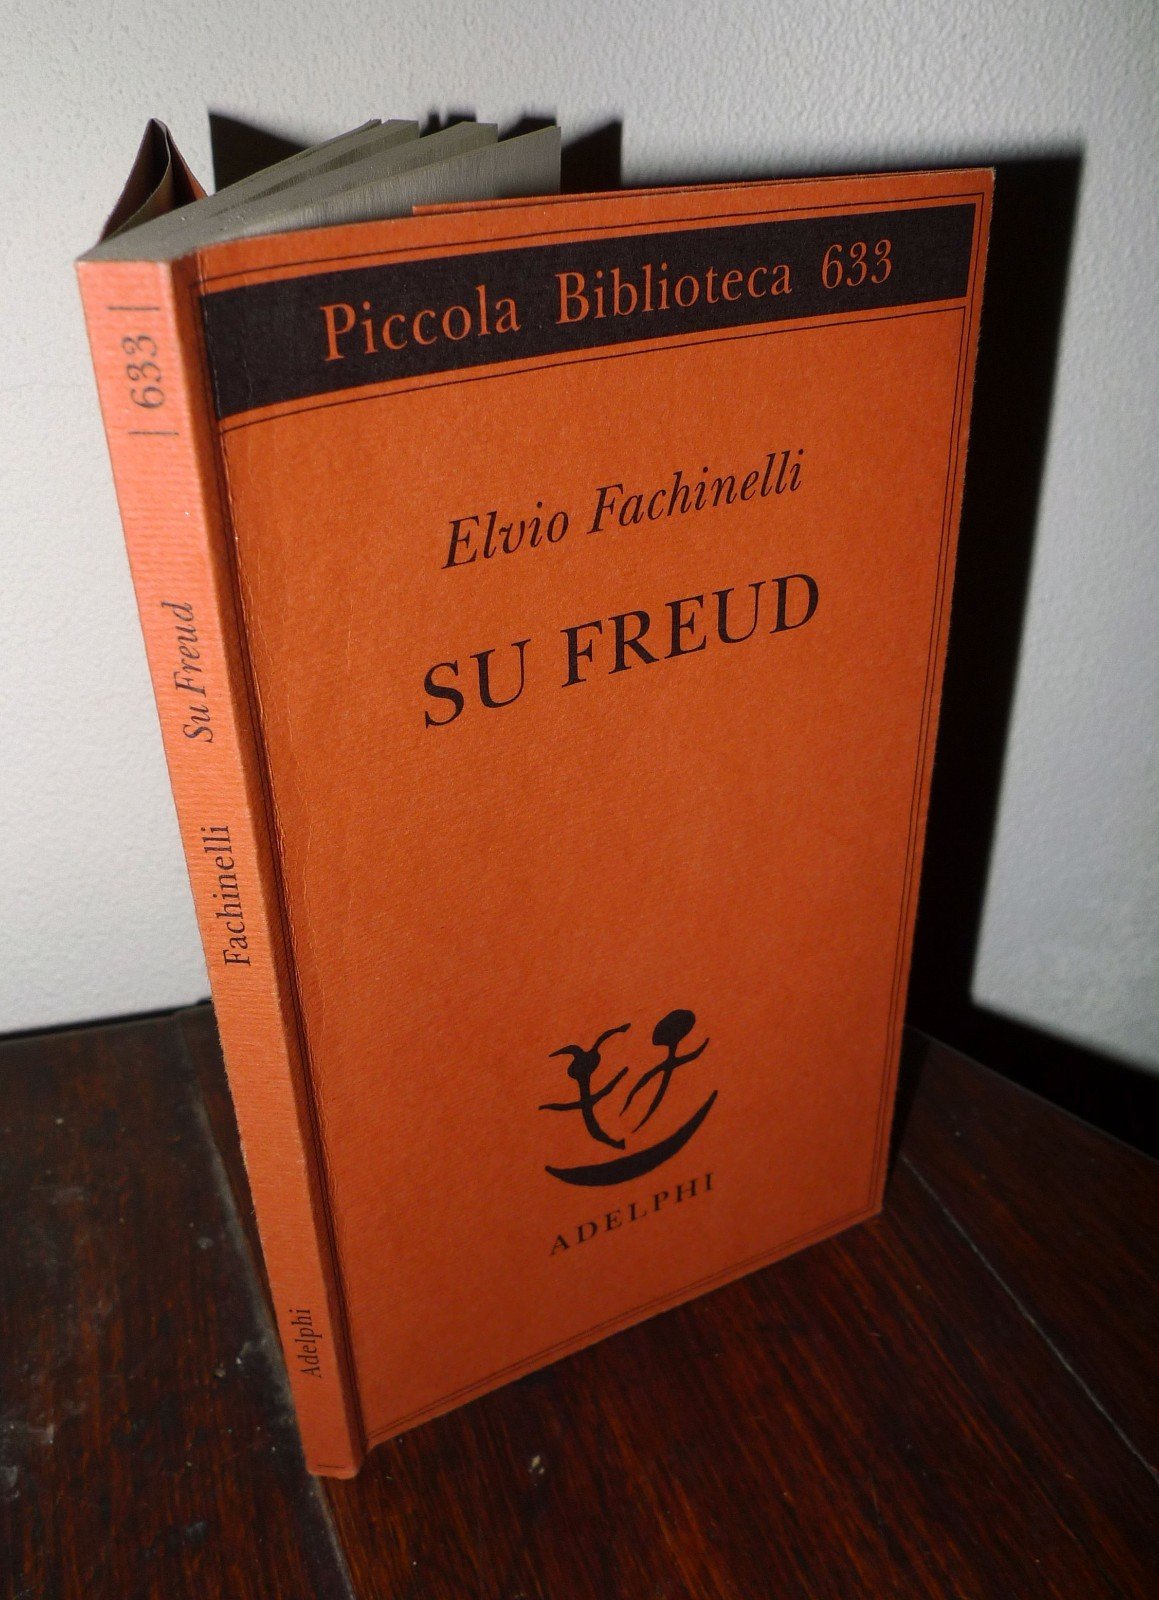 Piccola Biblioteca 633
Elvio Fachinelli
SU FREUD
ADELPHI
| 633 |
Su Freud
Fachinelli
Adelphi